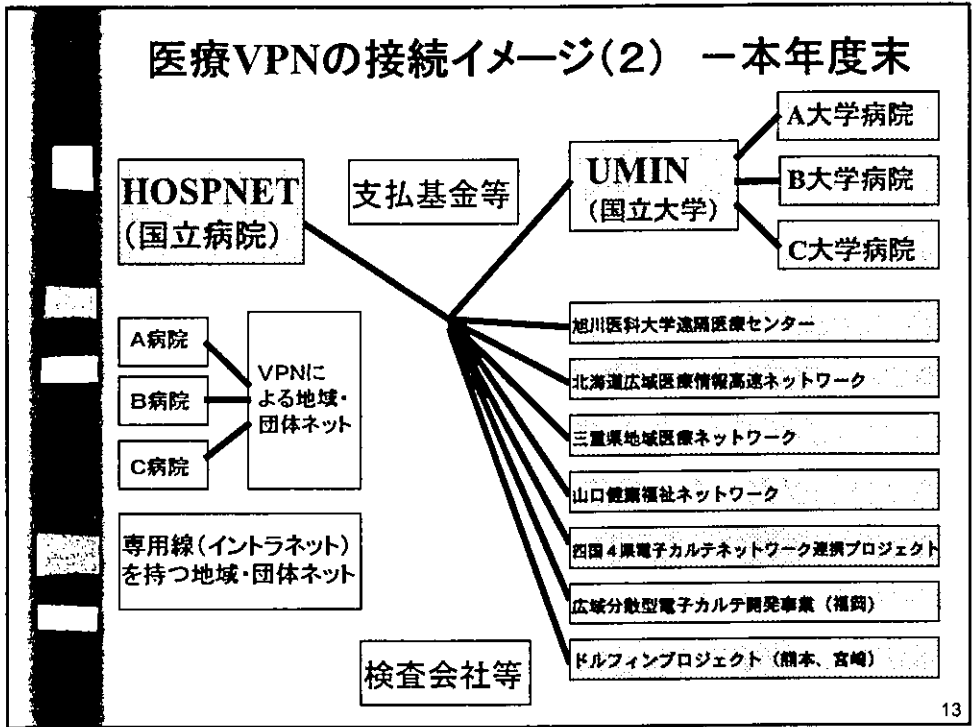 医療VPNの接続イメージ(2) －本年度末
HOSPNET
(国立病院)
支払基金等
UMIN
(国立大学)
A大学病院
B大学病院
C大学病院
A病院
B病院
C病院
VPNに
よる地域・
団体ネット
専用線(イントラネット)
を持つ地域・団体ネット
検査会社等
旭川医科大学遠隔医療センター
北海道広域医療情報高速ネットワーク
三重県地域医療ネットワーク
山口健康福祉ネットワーク
四国4県電子カルテネットワーク連携プロジェクト
広域分散型電子カルテ開発事業(福岡)
ドルフィンプロジェクト(熊本、宮崎)
13